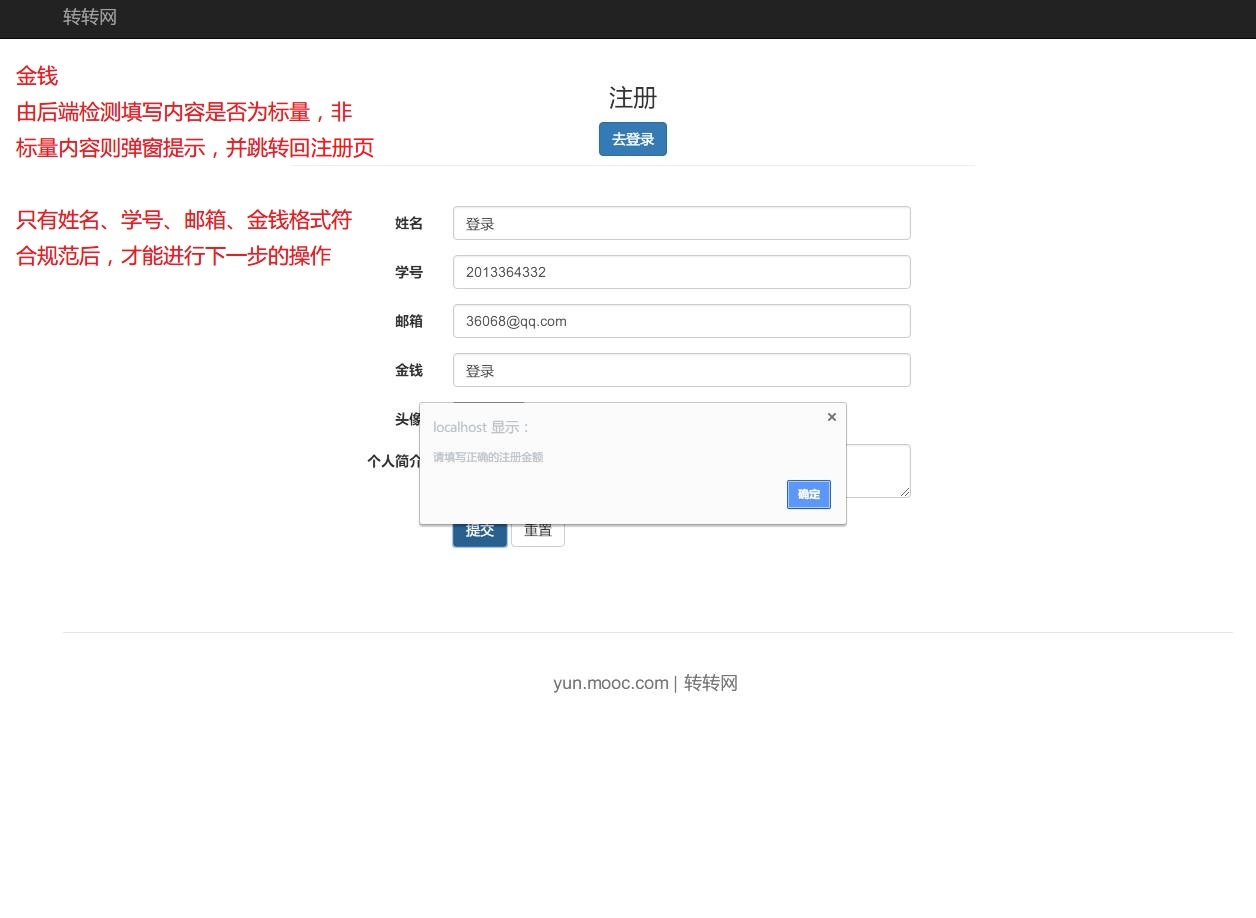 转转网
金钱
由后端检测填写内容是否为标量，非
标量内容则弹窗提示，并跳转回注册页
只有姓名、学号、邮箱、金钱格式符
合规范后，才能进行下一步的操作
注册
去登录
姓名 登录
学号 2013364332
邮箱 36068@qq.com
金钱 登录
头像
个人简介
localhost 显示：
×
请填写正确的注册金额
确定
提交 重置
yun.mooc.com | 转转网